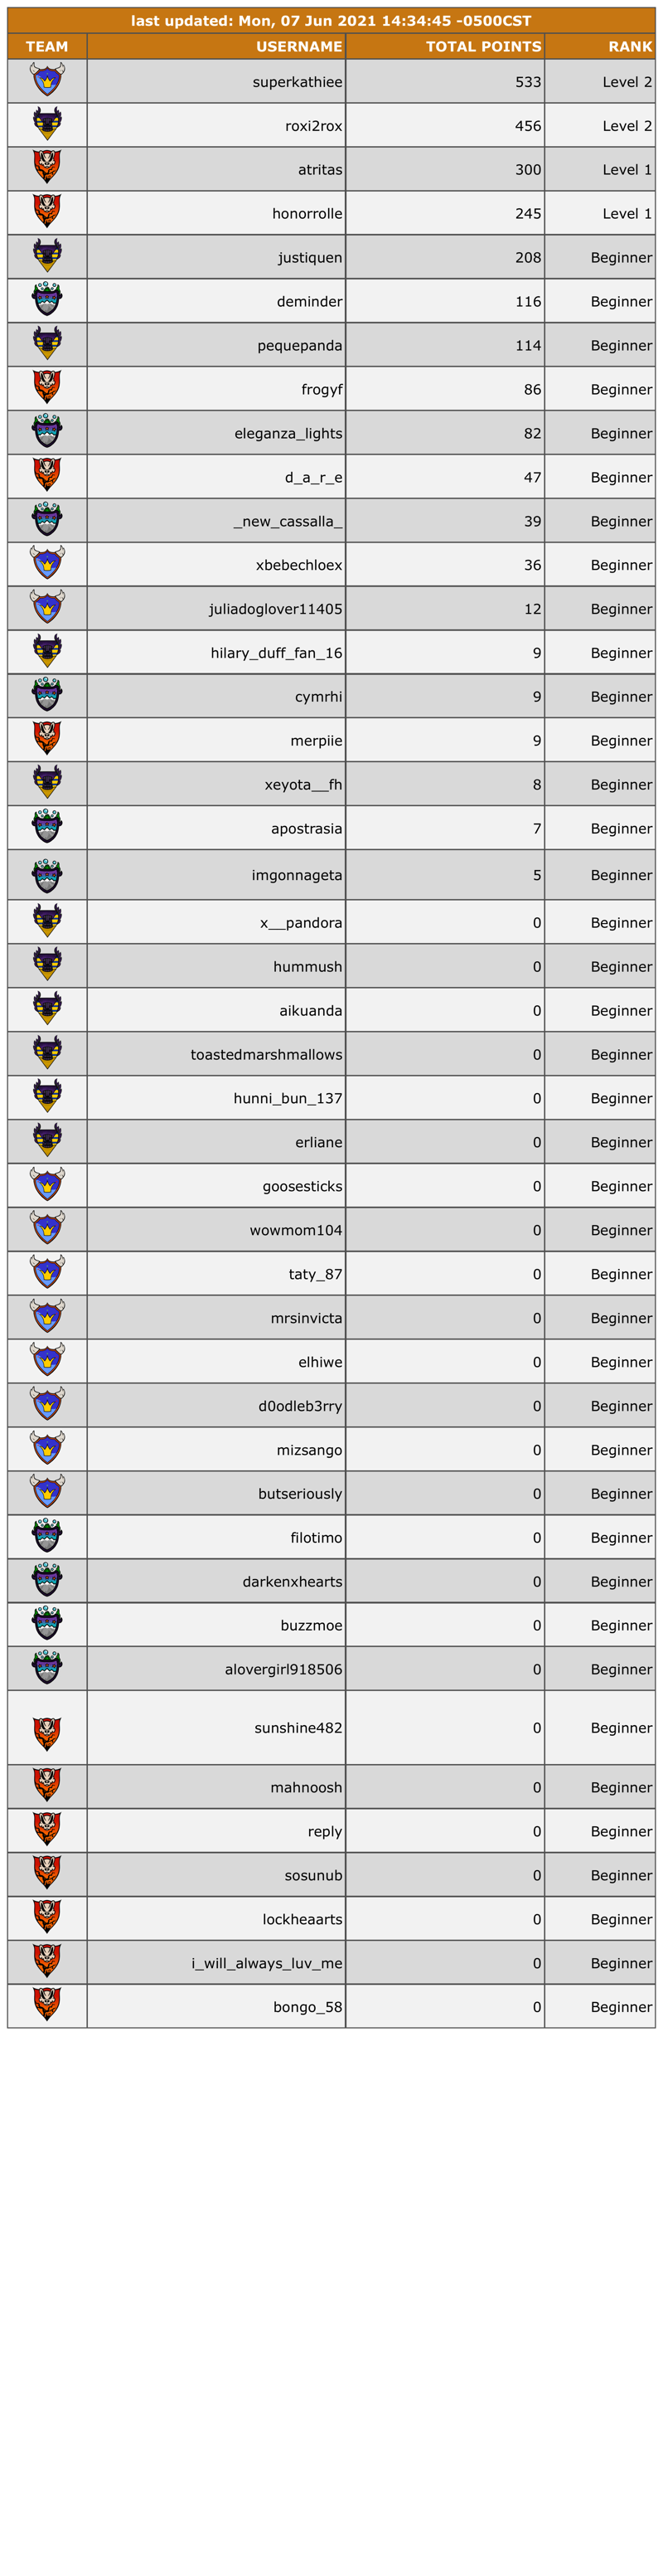 last updated: Mon, 07 Jun 2021 14:34:45 -0500CST
TEAM USERNAME TOTAL POINTS RANK
superkathiee 533 Level 2
roxi2rox 456 Level 2
atritas 300 Level 1
honorrolle 245 Level 1
justiquen 208 Beginner
deminder 116 Beginner
pequepanda 114 Beginner
frogyf 86 Beginner
eleganza_lights 82 Beginner
d_a_r_e 47 Beginner
_new_cassalla_ 39 Beginner
xbebechloex 36 Beginner
juliadoglover11405 12 Beginner
hilary_duff_fan_16 9 Beginner
cymrhi 9 Beginner
merpiie 9 Beginner
xeyota__fh 8 Beginner
apostrasia 7 Beginner
imgonnageta 5 Beginner
x__pandora 0 Beginner
hummush 0 Beginner
aikuanda 0 Beginner
toastedmarshmallows 0 Beginner
hunni_bun_137 0 Beginner
erliane 0 Beginner
goosesticks 0 Beginner
wowmom104 0 Beginner
taty_87 0 Beginner
mrsinvicta 0 Beginner
elhiwe 0 Beginner
d0odleb3rry 0 Beginner
mizsango 0 Beginner
butseriously 0 Beginner
filotimo 0 Beginner
darkenxhearts 0 Beginner
buzzmoe 0 Beginner
alovergirl918506 0 Beginner
sunshine482 0 Beginner
mahnoosh 0 Beginner
reply 0 Beginner
sosunub 0 Beginner
lockheaarts 0 Beginner
i_will_always_luv_me 0 Beginner
bongo_58 0 Beginner